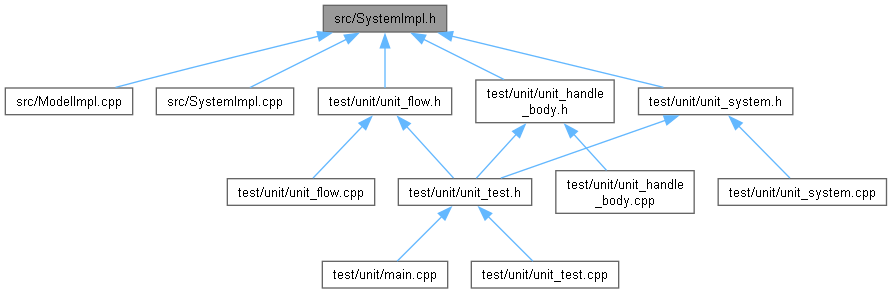 src/SystemImpl.h
src/ModelImpl.cpp
src/SystemImpl.cpp
test/unit/unit_flow.h
test/unit/unit_handle
_body.h
test/unit/unit_system.h
test/unit/unit_flow.cpp
test/unit/unit_test.h
test/unit/unit_handle
_body.cpp
test/unit/unit_system.cpp
test/unit/main.cpp
test/unit/unit_test.cpp